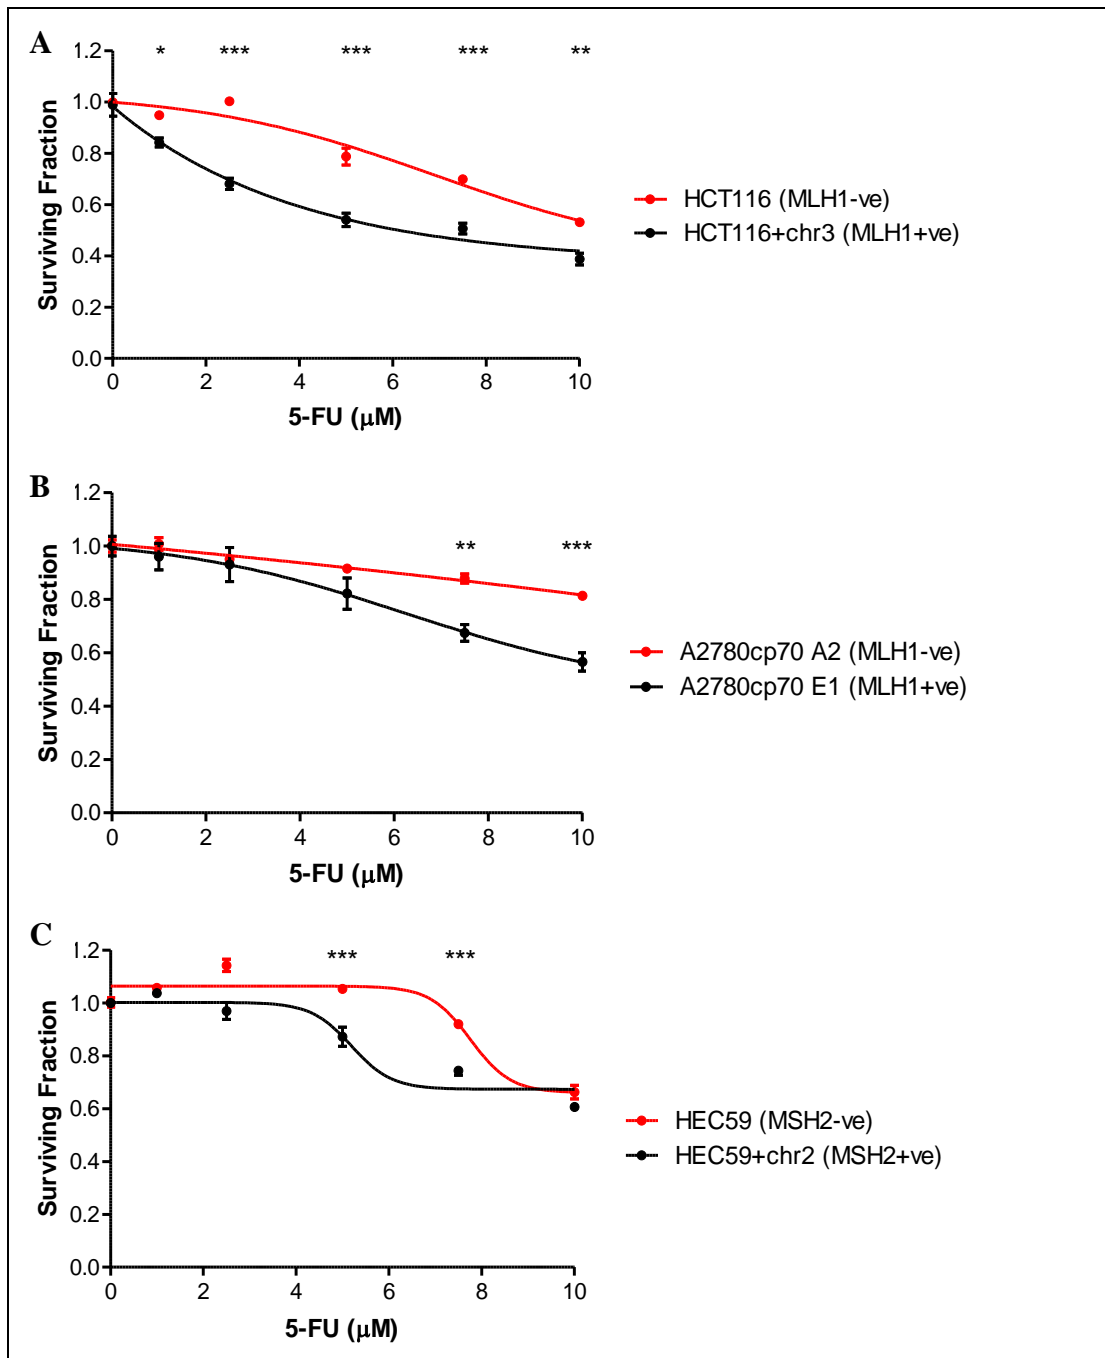 A
* *** *** *** **
1.2
1.0
0.8
0.6
0.4
0.2
0.0
Surviving Fraction
0 2 4 6 8 10
5-FU (μM)
HCT116 (MLH1-ve)
HCT116+chr3 (MLH1+ve)
B
** ***
1.2
1.0
0.8
0.6
0.4
0.2
0.0
Surviving Fraction
0 2 4 6 8 10
5-FU (μM)
A2780cp70 A2 (MLH1-ve)
A2780cp70 E1 (MLH1+ve)
C
*** ***
1.2
1.0
0.8
0.6
0.4
0.2
0.0
Surviving Fraction
0 2 4 6 8 10
5-FU (μM)
HEC59 (MSH2-ve)
HEC59+chr2 (MSH2+ve)